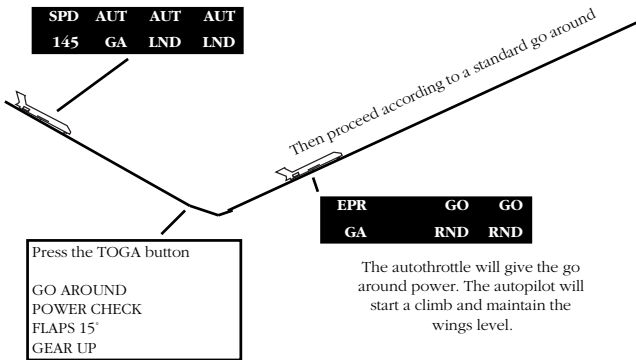 SPD AUT AUT AUT
145 GA LND LND
Then proceed according to a standard go around
EPR GO GO
GA RND RND
Press the TOGA button
GO AROUND
POWER CHECK
FLAPS 15°
GEAR UP
The autothrottle will give the go
around power. The autopilot will
start a climb and maintain the
wings level.